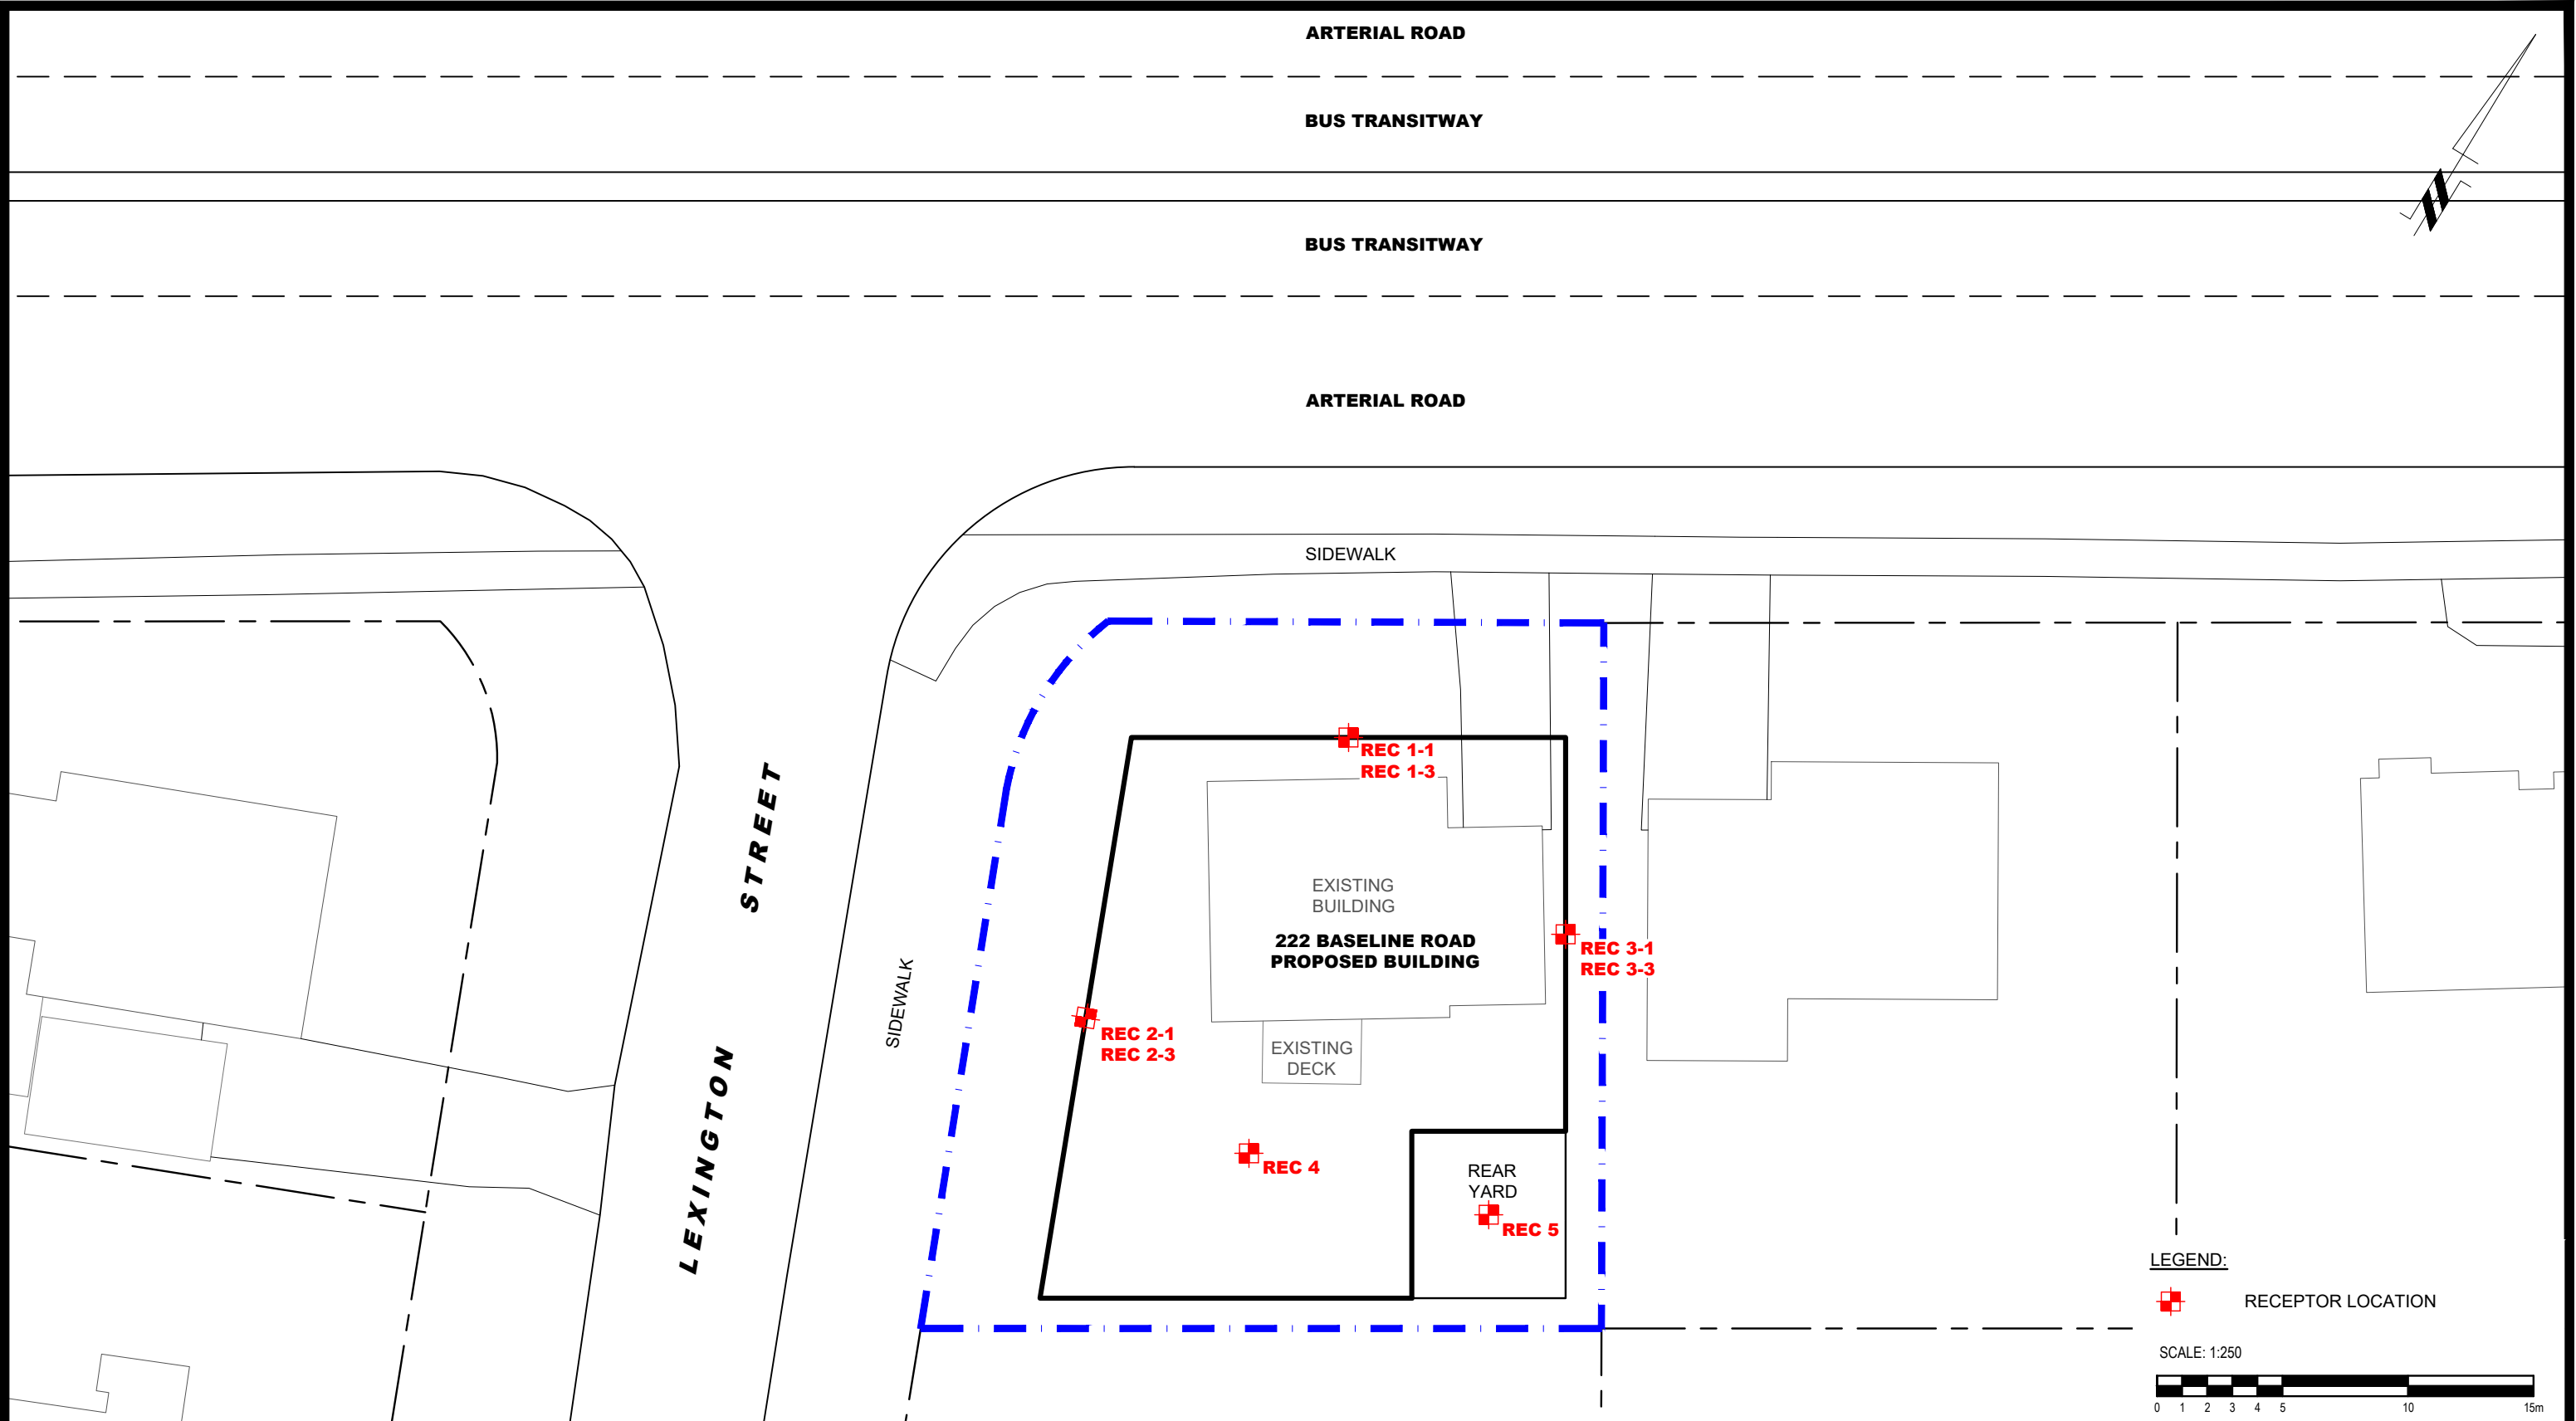 ARTERIAL ROAD
BUS TRANSITWAY
BUS TRANSITWAY
ARTERIAL ROAD
SIDEWALK
REC 1-1
REC 1-3
LEXINGTON STREET
SIDEWALK
EXISTING
BUILDING
222 BASELINE ROAD
PROPOSED BUILDING
REC 3-1
REC 3-3
REC 2-1
REC 2-3
EXISTING
DECK
REC 4
REAR
YARD
REC 5
LEGEND:
RECEPTOR LOCATION
SCALE: 1:250
0 1 2 3 4 5 10 15m
N